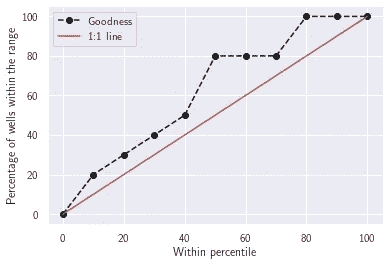 Goodness
1:1 line
Percentage of wells within the range
100
80
60
40
20
0
0 20 40 60 80 100
Within percentile